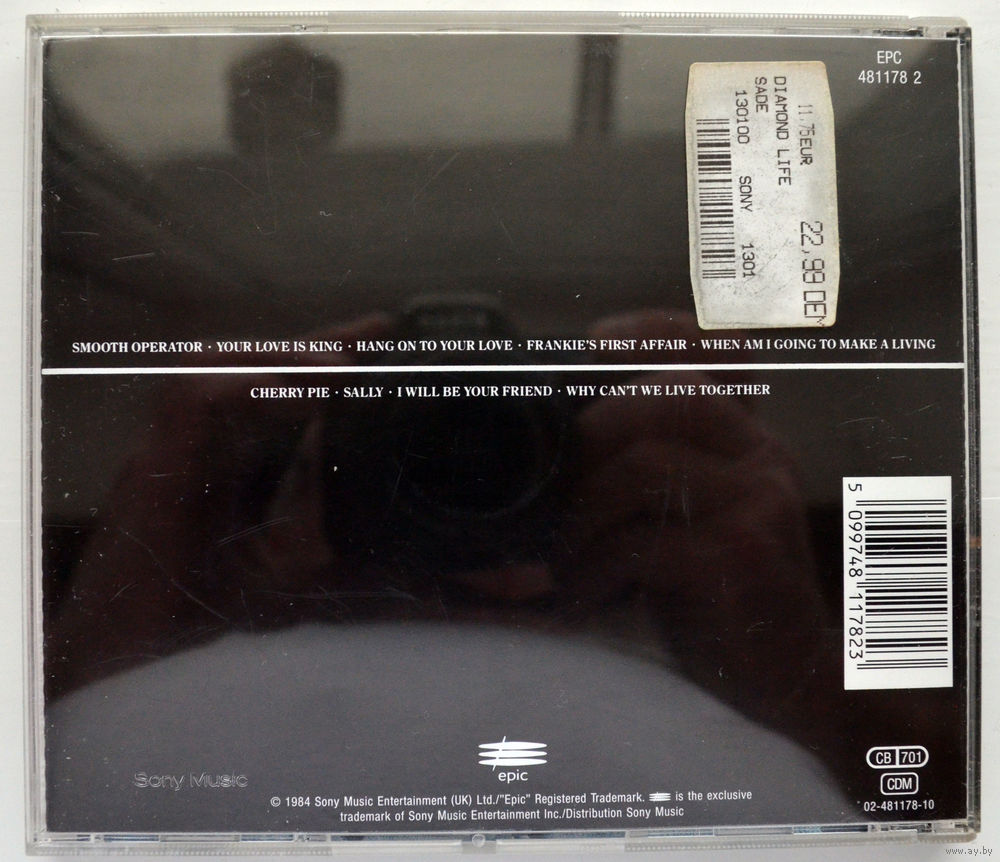 EPC
481178 2
11,75EUR
22,99 DEM
DIAMOND LIFE
SADE
130100 SONY 1301
SMOOTH OPERATOR · YOUR LOVE IS KING · HANG ON TO YOUR LOVE · FRANKIE'S FIRST AFFAIR · WHEN AM I GOING TO MAKE A LIVING
CHERRY PIE · SALLY · I WILL BE YOUR FRIEND · WHY CAN'T WE LIVE TOGETHER
5 099748 117823
epic
Sony Music
CB 701
CDM
02-481178-10
© 1984 Sony Music Entertainment (UK) Ltd./"Epic" Registered Trademark. is the exclusive
trademark of Sony Music Entertainment Inc./Distribution Sony Music
www.ay.by